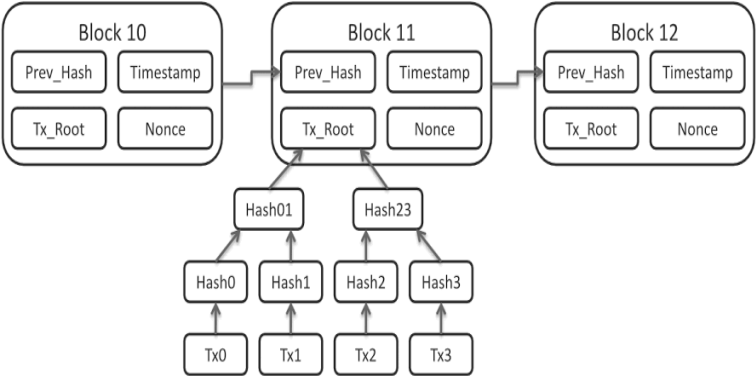 Block 10
Block 11
Block 12
Prev_Hash
Timestamp
Prev_Hash
Timestamp
Prev_Hash
Timestamp
Tx_Root
Nonce
Tx_Root
Nonce
Tx_Root
Nonce
Hash01
Hash23
Hash0
Hash1
Hash2
Hash3
Tx0
Tx1
Tx2
Tx3